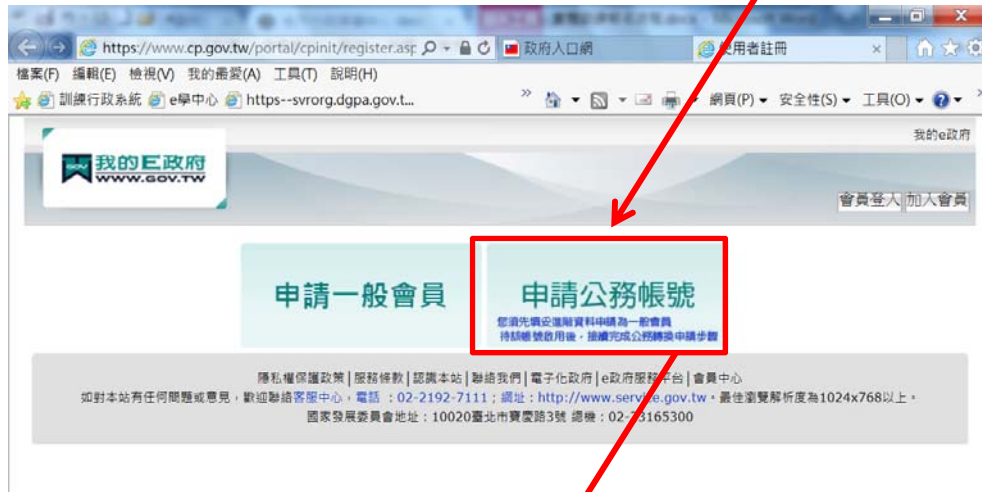 https://www.cp.gov.tw/portal/cpinit/register.asp
政府入口網
使用者註冊
檔案(F) 編輯(E) 檢視(V) 我的最愛(A) 工具(T) 說明(H)
訓練行政系統 e學中心 https--svrorg.dgpa.gov.t... 網頁(P) 安全性(S) 工具(O)
我的e政府
我的E政府
WWW.GOV.TW
會員登入 加入會員
申請一般會員
申請公務帳號
您須先填妥進階資料申請為一般會員
待該帳號啟用後,接續完成公務轉換申請步驟
隱私權保護政策|服務條款|認識本站|聯絡我們|電子化政府|e政府服務平台|會員中心
如對本站有任何問題或意見,歡迎聯絡客服中心,電話 :02-2192-7111;網址:http://www.service.gov.tw。最佳瀏覽解析度為1024x768以上。
國家發展委員會地址:10020臺北市寶慶路3號 總機:02-23165300